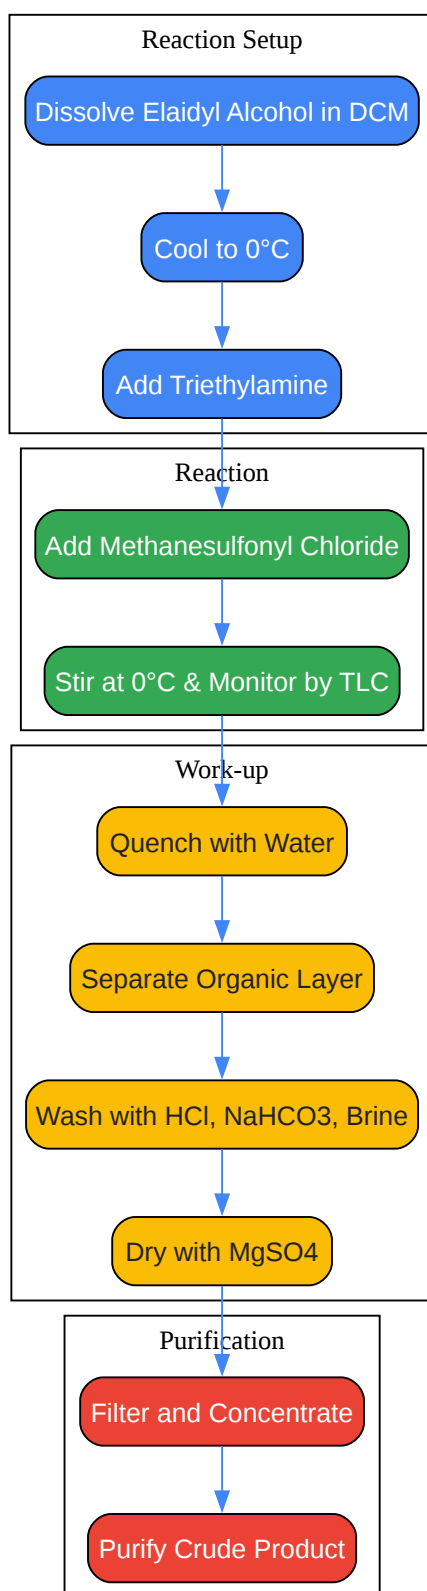 Reaction Setup
Dissolve Elaidyl Alcohol in DCM
Cool to 0°C
Add Triethylamine
Reaction
Add Methanesulfonyl Chloride
Stir at 0°C & Monitor by TLC
Work-up
Quench with Water
Separate Organic Layer
Wash with HCl, NaHCO3, Brine
Dry with MgSO4
Purification
Filter and Concentrate
Purify Crude Product